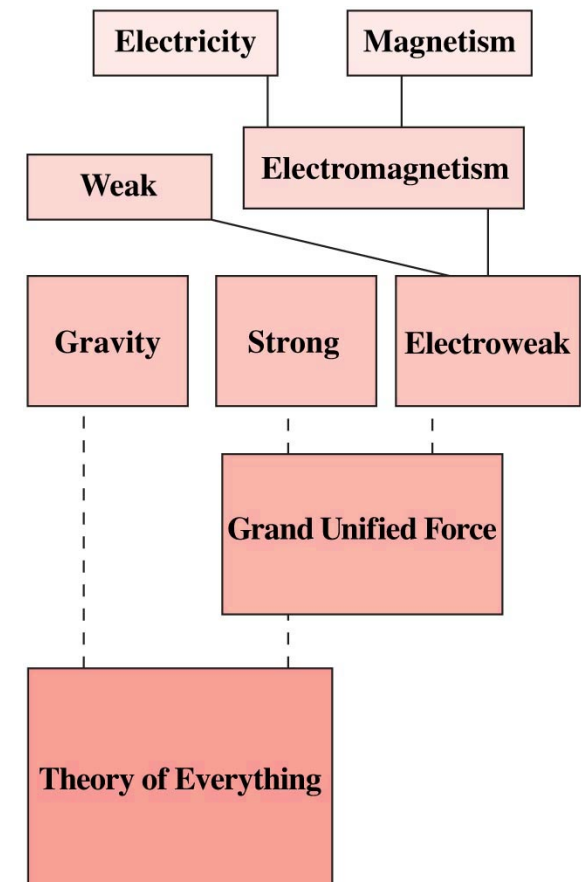 Electricity
Magnetism
Electromagnetism
Weak
Gravity
Strong
Electroweak
Grand Unified Force
Theory of Everything